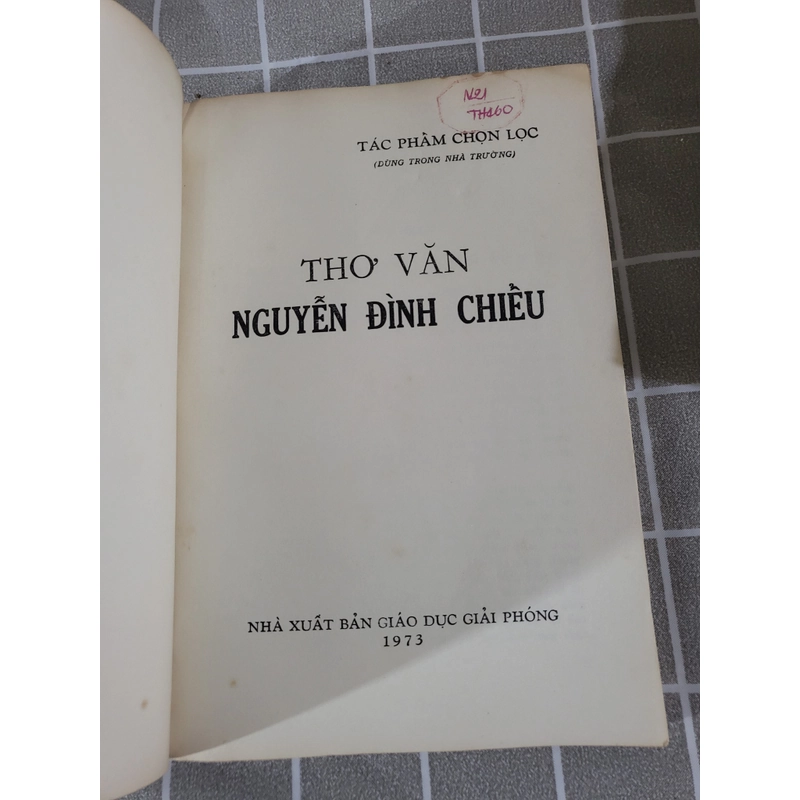 N21
TH460
TÁC PHẨM CHỌN LỌC
(DÙNG TRONG NHÀ TRƯỜNG)
THƠ VĂN
NGUYỄN ĐÌNH CHIỂU
NHÀ XUẤT BẢN GIÁO DỤC GIẢI PHÓNG
1973